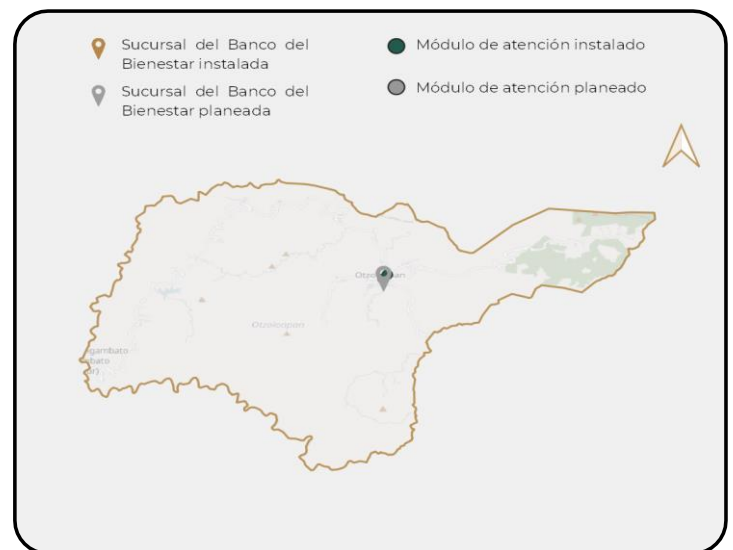 Sucursal del Banco del
Bienestar instalada
Módulo de atención instalado
Sucursal del Banco del
Bienestar planeada
Módulo de atención planeado
Otzoloapan